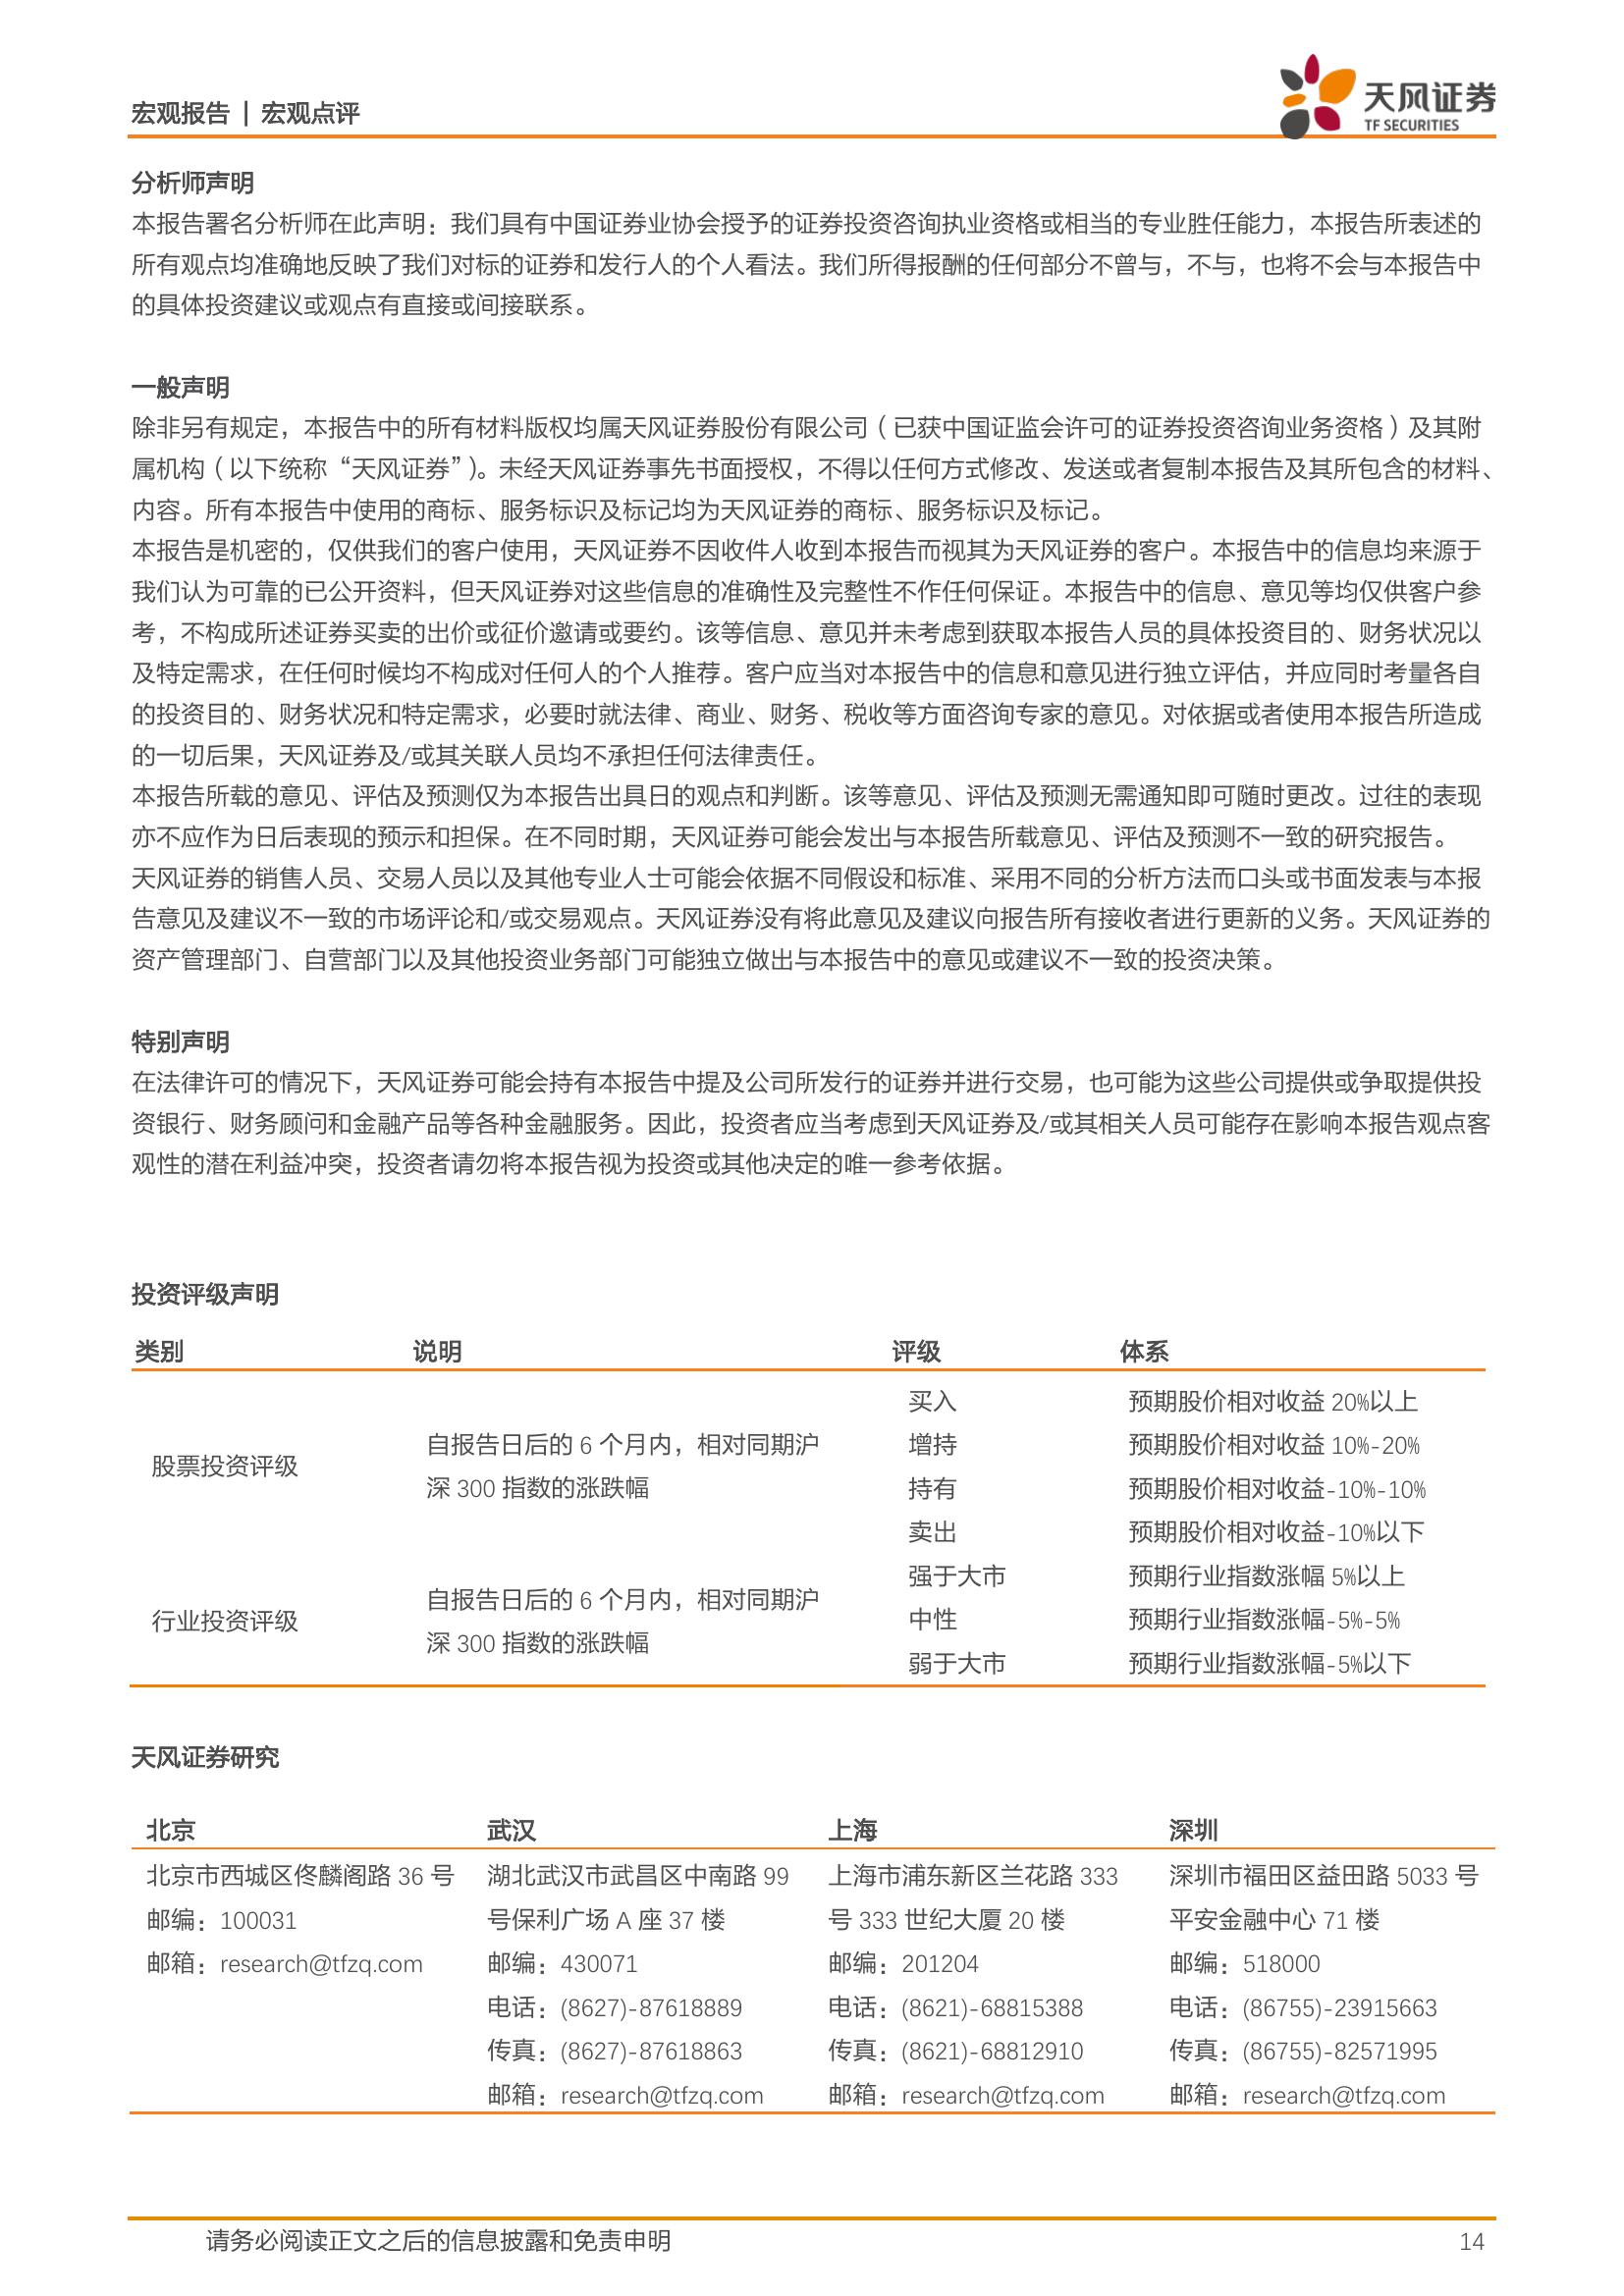 宏观报告 | 宏观点评
天风证券
TF SECURITIES
分析师声明
本报告署名分析师在此声明：我们具有中国证券业协会授予的证券投资咨询执业资格或相当的专业胜任能力，本报告所表述的
所有观点均准确地反映了我们对标的证券和发行人的个人看法。我们所得报酬的任何部分不曾与，不与，也将不会与本报告中
的具体投资建议或观点有直接或间接联系。
一般声明
除非另有规定，本报告中的所有材料版权均属天风证券股份有限公司（已获中国证监会许可的证券投资咨询业务资格）及其附
属机构（以下统称“天风证券”）。未经天风证券事先书面授权，不得以任何方式修改、发送或者复制本报告及其所包含的材料、
内容。所有本报告中使用的商标、服务标识及标记均为天风证券的商标、服务标识及标记。
本报告是机密的，仅供我们的客户使用，天风证券不因收件人收到本报告而视其为天风证券的客户。本报告中的信息均来源于
我们认为可靠的已公开资料，但天风证券对这些信息的准确性及完整性不作任何保证。本报告中的信息、意见等均仅供客户参
考，不构成所述证券买卖的出价或征价邀请或要约。该等信息、意见并未考虑到获取本报告人员的具体投资目的、财务状况以
及特定需求，在任何时候均不构成对任何人的个人推荐。客户应当对本报告中的信息和意见进行独立评估，并应同时考量各自
的投资目的、财务状况和特定需求，必要时就法律、商业、财务、税收等方面咨询专家的意见。对依据或者使用本报告所造成
的一切后果，天风证券及/或其关联人员均不承担任何法律责任。
本报告所载的意见、评估及预测仅为本报告出具日的观点和判断。该等意见、评估及预测无需通知即可随时更改。过往的表现
亦不应作为日后表现的预示和担保。在不同时期，天风证券可能会发出与本报告所载意见、评估及预测不一致的研究报告。
天风证券的销售人员、交易人员以及其他专业人士可能会依据不同假设和标准、采用不同的分析方法而口头或书面发表与本报
告意见及建议不一致的市场评论和/或交易观点。天风证券没有将此意见及建议向报告所有接收者进行更新的义务。天风证券的
资产管理部门、自营部门以及其他投资业务部门可能独立做出与本报告中的意见或建议不一致的投资决策。
特别声明
在法律许可的情况下，天风证券可能会持有本报告中提及公司所发行的证券并进行交易，也可能为这些公司提供或争取提供投
资银行、财务顾问和金融产品等各种金融服务。因此，投资者应当考虑到天风证券及/或其相关人员可能存在影响本报告观点客
观性的潜在利益冲突，投资者请勿将本报告视为投资或其他决定的唯一参考依据。
投资评级声明
类别 说明 评级 体系
股票投资评级
自报告日后的 6 个月内，相对同期沪
深 300 指数的涨跌幅
买入 预期股价相对收益 20%以上
增持 预期股价相对收益 10%-20%
持有 预期股价相对收益-10%-10%
卖出 预期股价相对收益-10%以下
行业投资评级
自报告日后的 6 个月内，相对同期沪
深 300 指数的涨跌幅
强于大市 预期行业指数涨幅 5%以上
中性 预期行业指数涨幅-5%-5%
弱于大市 预期行业指数涨幅-5%以下
天风证券研究
北京 武汉 上海 深圳
北京市西城区佟麟阁路 36 号 湖北武汉市武昌区中南路 99 上海市浦东新区兰花路 333 深圳市福田区益田路 5033 号
邮编：100031 号保利广场 A 座 37 楼 号 333 世纪大厦 20 楼 平安金融中心 71 楼
邮箱：research@tfzq.com 邮编：430071 邮编：201204 邮编：518000
电话：(8627)-87618889 电话：(8621)-68815388 电话：(86755)-23915663
传真：(8627)-87618863 传真：(8621)-68812910 传真：(86755)-82571995
邮箱：research@tfzq.com 邮箱：research@tfzq.com 邮箱：research@tfzq.com
请务必阅读正文之后的信息披露和免责申明 14